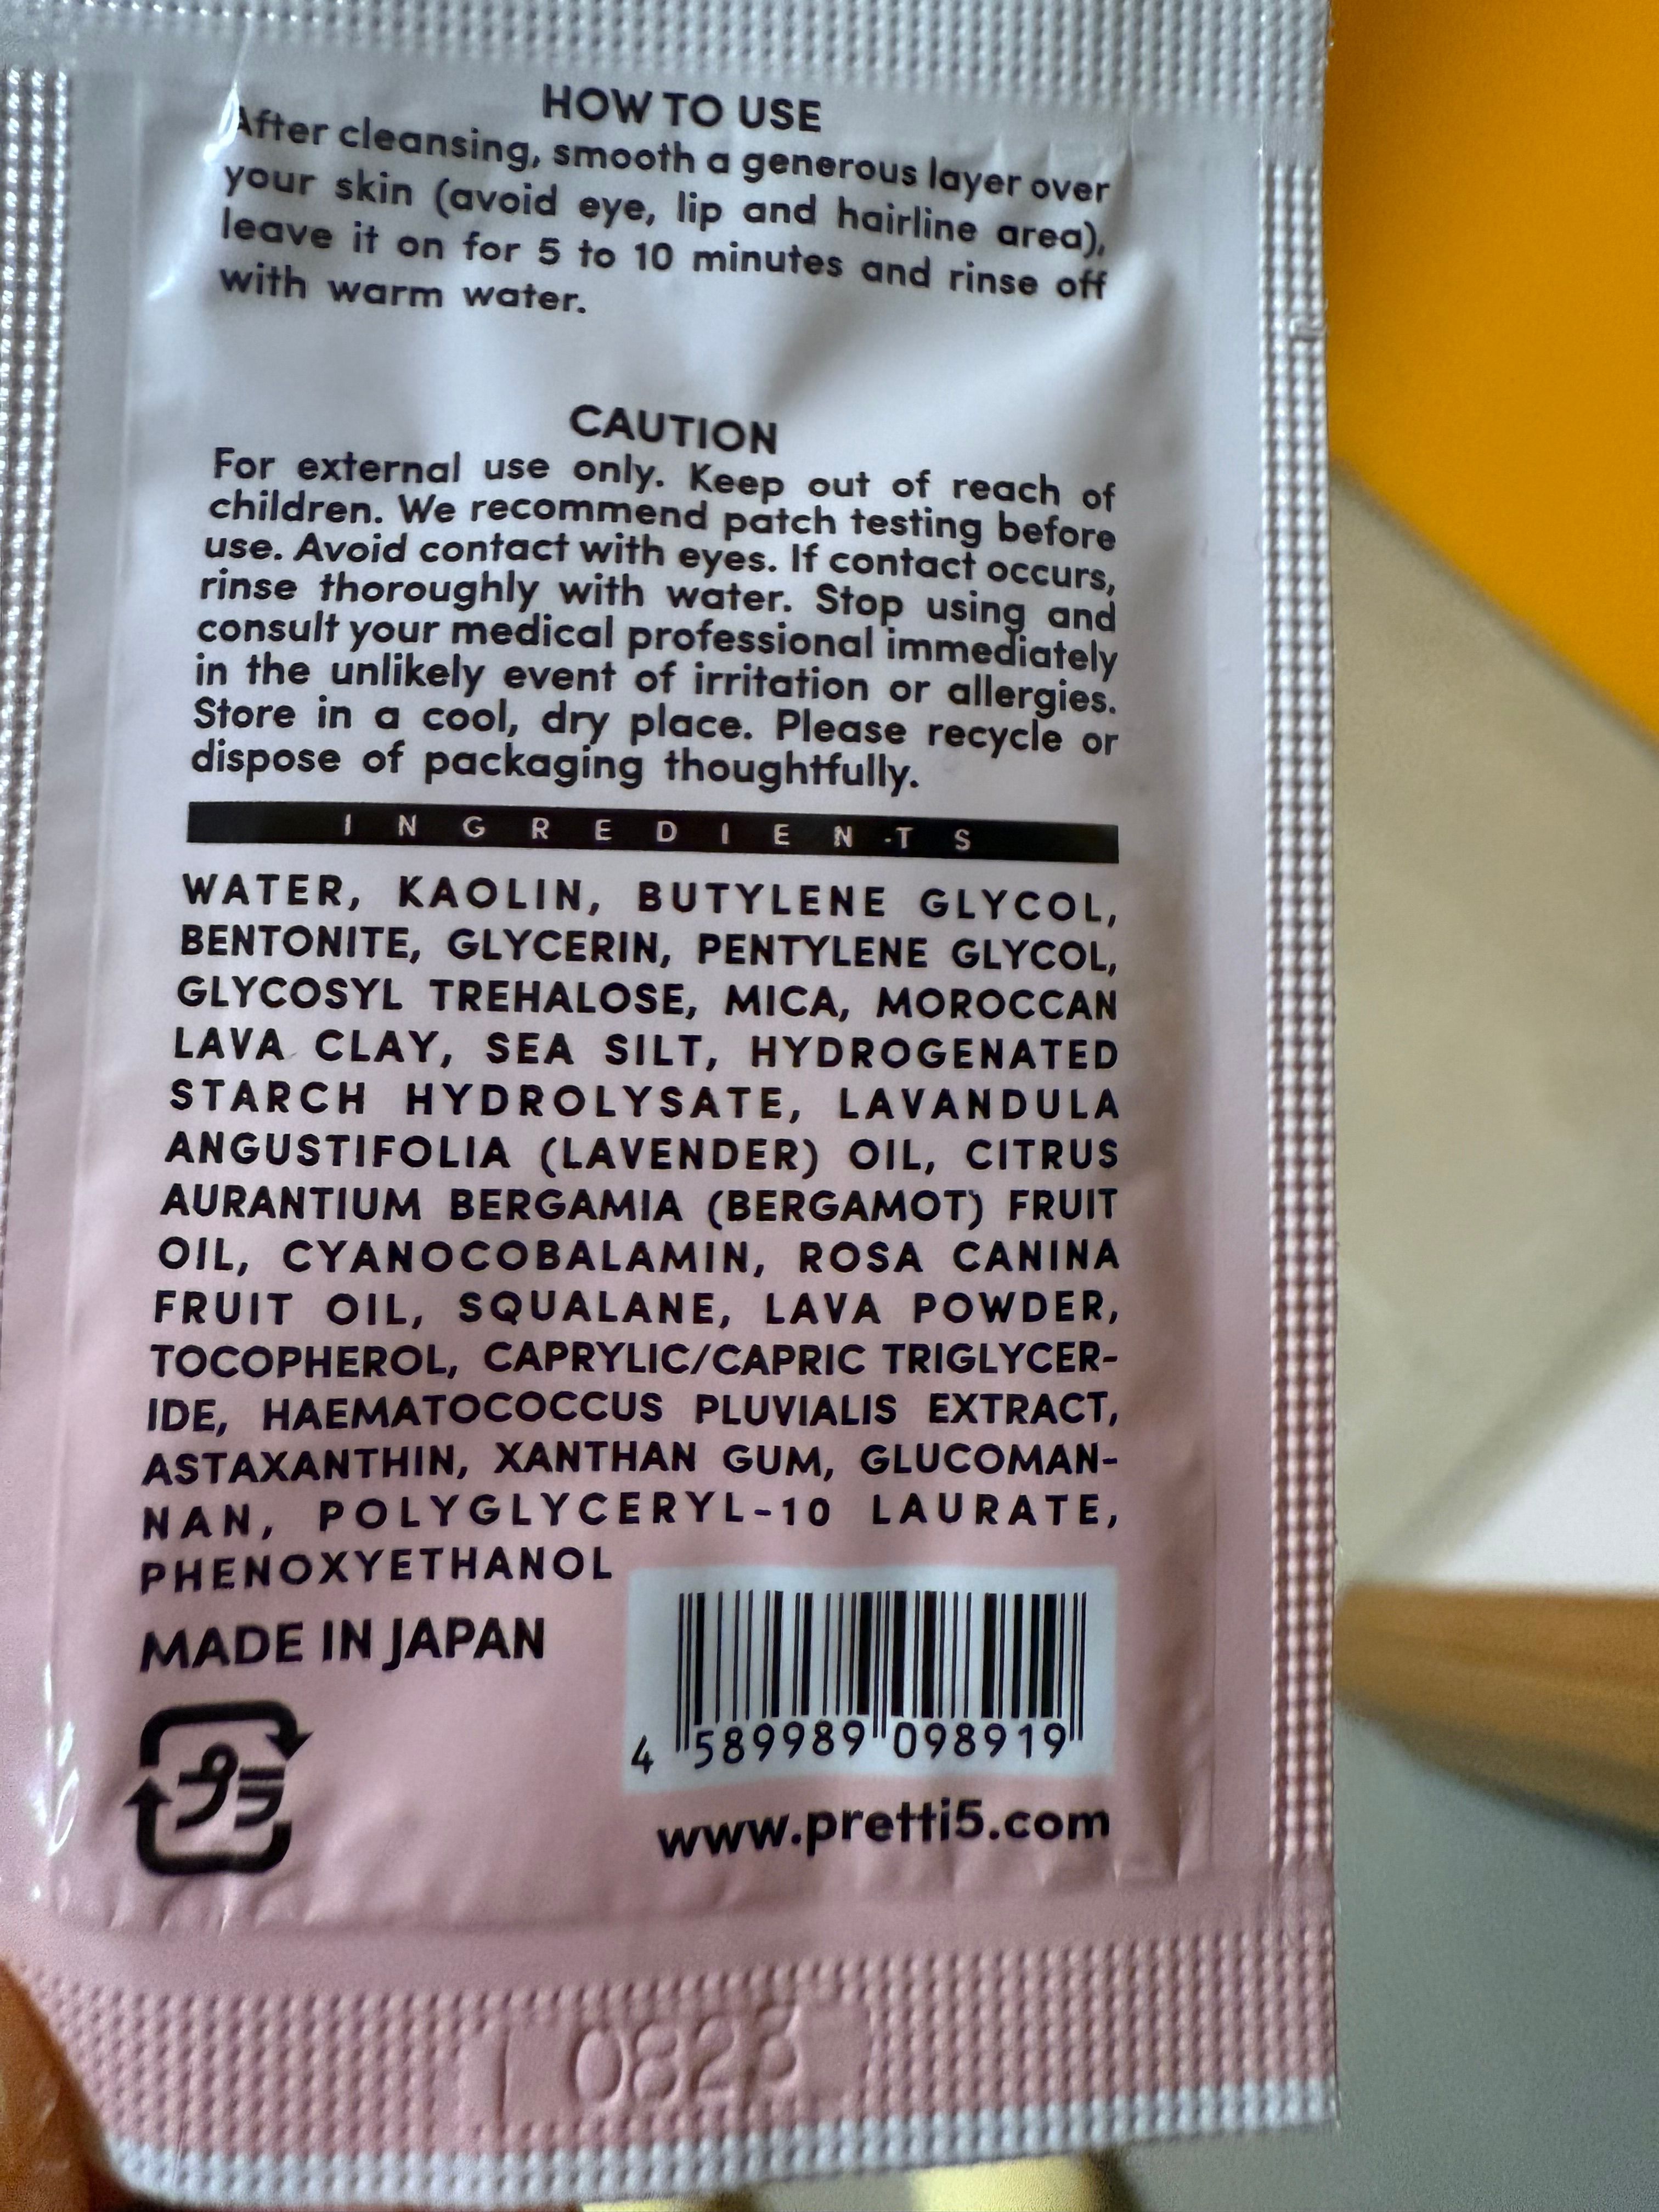 HOW TO USE
After cleansing, smooth a generous layer over
your skin (avoid eye, lip and hairline area),
leave it on for 5 to 10 minutes and rinse off
with warm water.
CAUTION
For external use only. Keep out of reach of
children. We recommend patch testing before
use. Avoid contact with eyes. If contact occurs,
rinse thoroughly with water. Stop using and
consult your medical professional immediately
in the unlikely event of irritation or allergies.
Store in a cool, dry place. Please recycle or
dispose of packaging thoughtfully.
INGREDIENTS
WATER, KAOLIN, BUTYLENE GLYCOL,
BENTONITE, GLYCERIN, PENTYLENE GLYCOL,
GLYCOSYL TREHALOSE, MICA, MOROCCAN
LAVA CLAY, SEA SILT, HYDROGENATED
STARCH HYDROLYSATE, LAVANDULA
ANGUSTIFOLIA (LAVENDER) OIL, CITRUS
AURANTIUM BERGAMIA (BERGAMOT) FRUIT
OIL, CYANOCOBALAMIN, ROSA CANINA
FRUIT OIL, SQUALANE, LAVA POWDER,
TOCOPHEROL, CAPRYLIC/CAPRIC TRIGLYCER-
IDE, HAEMATOCOCCUS PLUVIALIS EXTRACT,
ASTAXANTHIN, XANTHAN GUM, GLUCOMAN-
NAN, POLYGLYCERYL-10 LAURATE,
PHENOXYETHANOL
MADE IN JAPAN
プラ
4 589989 098919
www.pretti5.com